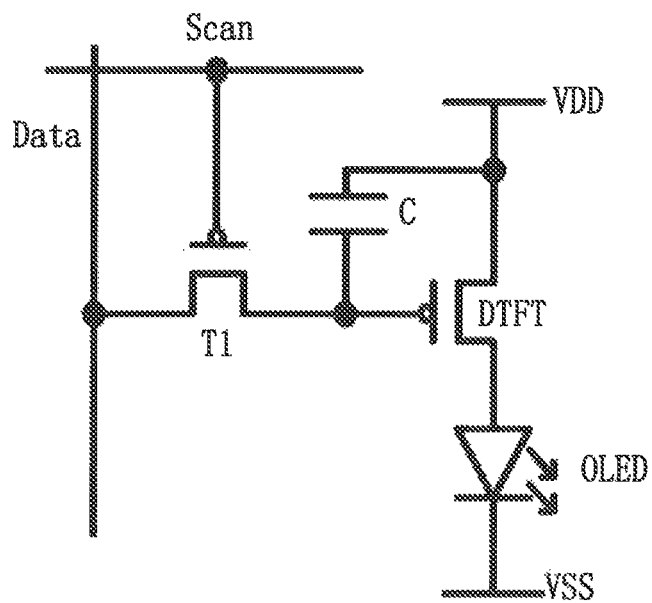 Scan
VDD
Data
C
DTFT
T1
OLED
VSS